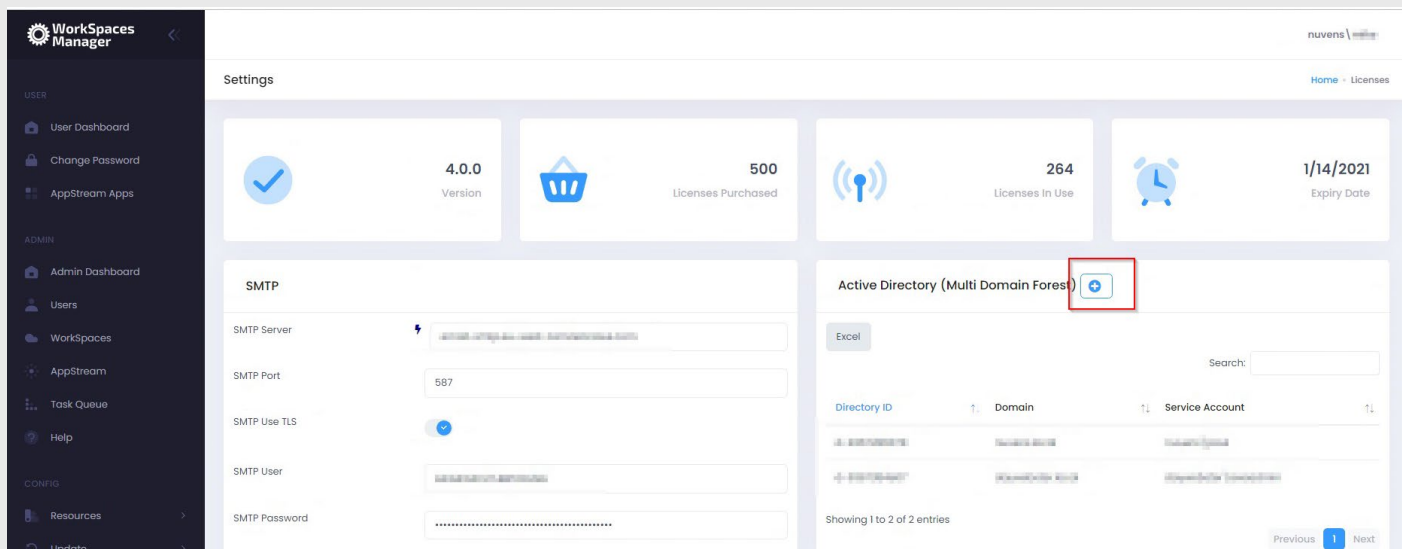 WorkSpaces
Manager
nuvens\
Settings
Home - Licenses
USER
User Dashboard
Change Password
AppStream Apps
ADMIN
Admin Dashboard
Users
WorkSpaces
AppStream
Task Queue
Help
CONFIG
Resources
Update
4.0.0
Version
500
Licenses Purchased
264
Licenses In Use
1/14/2021
Expiry Date
SMTP
SMTP Server
SMTP Port
587
SMTP Use TLS
SMTP User
SMTP Password
Active Directory (Multi Domain Forest)
Excel
Search:
Directory ID Domain Service Account
Showing 1 to 2 of 2 entries
Previous 1 Next